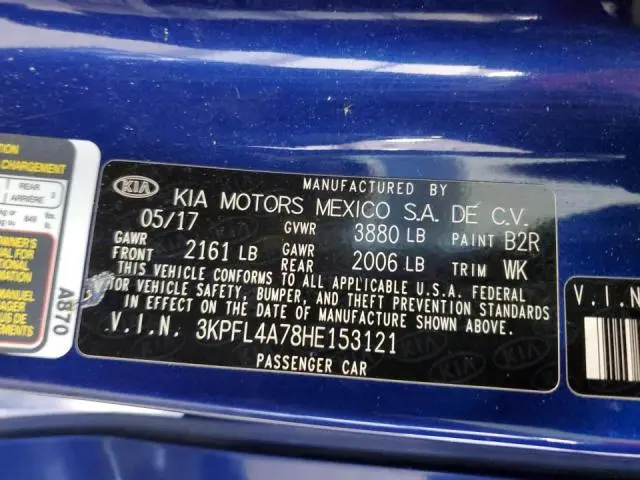 MANUFACTURED BY
KIA KIA MOTORS MEXICO S.A. DE C.V.
05/17 GVWR 3880 LB PAINT B2R
GAWR FRONT 2161 LB GAWR REAR 2006 LB TRIM WK
THIS VEHICLE CONFORMS TO ALL APPLICABLE U.S.A. FEDERAL
MOTOR VEHICLE SAFETY, BUMPER, AND THEFT PREVENTION STANDARDS
IN EFFECT ON THE DATE OF MANUFACTURE SHOWN ABOVE.
V.I.N. 3KPFL4A78HE153121
PASSENGER CAR
CHARGEMENT
REAR
ARRIÈRE
A870
V.I.N